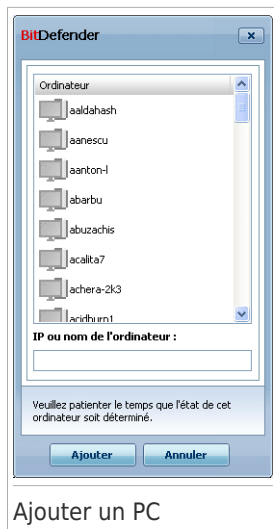 BitDefender
Ordinateur
aaldahash
aanescu
aanton-l
abarbu
abuzachis
acalita7
achera-2k3
acidburn1
IP ou nom de l'ordinateur :
Veuillez patienter le temps que l'état de cet
ordinateur soit déterminé.
Ajouter
Annuler
Ajouter un PC